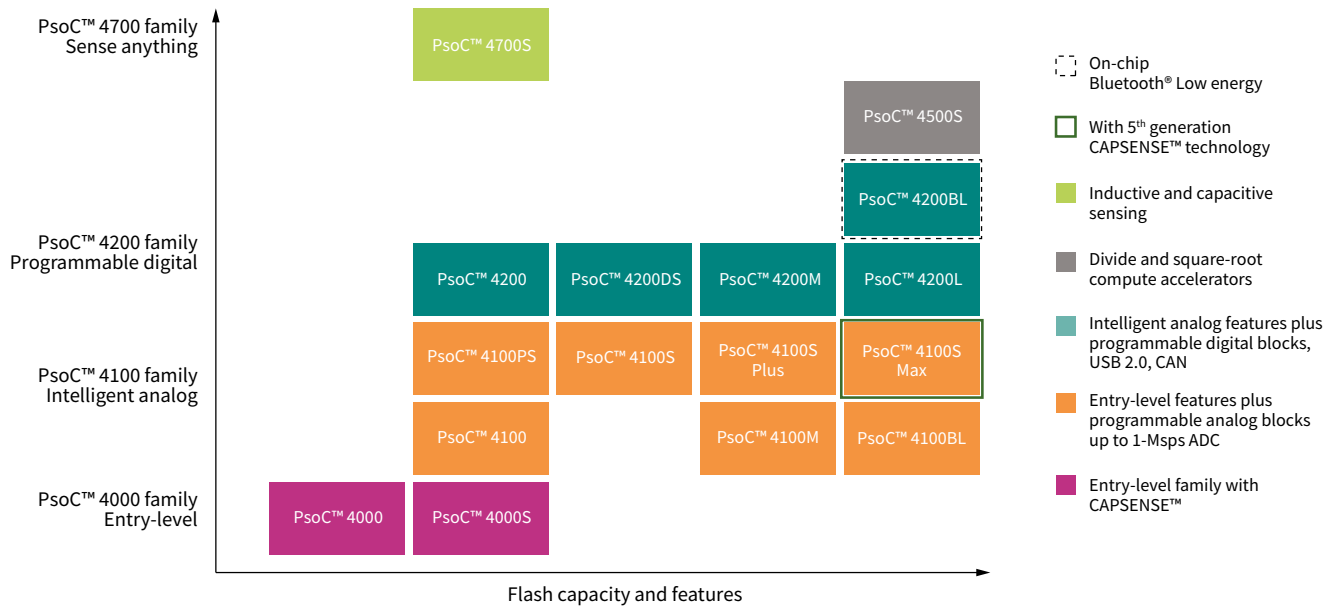 PsoC™ 4700 family
Sense anything
PsoC™ 4700S
PsoC™ 4500S
PsoC™ 4200BL
PsoC™ 4200 family
Programmable digital
PsoC™ 4200
PsoC™ 4200DS
PsoC™ 4200M
PsoC™ 4200L
PsoC™ 4100 family
Intelligent analog
PsoC™ 4100PS
PsoC™ 4100S
PsoC™ 4100S
Plus
PsoC™ 4100S
Max
PsoC™ 4100
PsoC™ 4100M
PsoC™ 4100BL
PsoC™ 4000 family
Entry-level
PsoC™ 4000
PsoC™ 4000S
Flash capacity and features
On-chip
Bluetooth® Low energy
With 5th generation
CAPSENSE™ technology
Inductive and capacitive
sensing
Divide and square-root
compute accelerators
Intelligent analog features plus
programmable digital blocks,
USB 2.0, CAN
Entry-level features plus
programmable analog blocks
up to 1-Msps ADC
Entry-level family with
CAPSENSE™